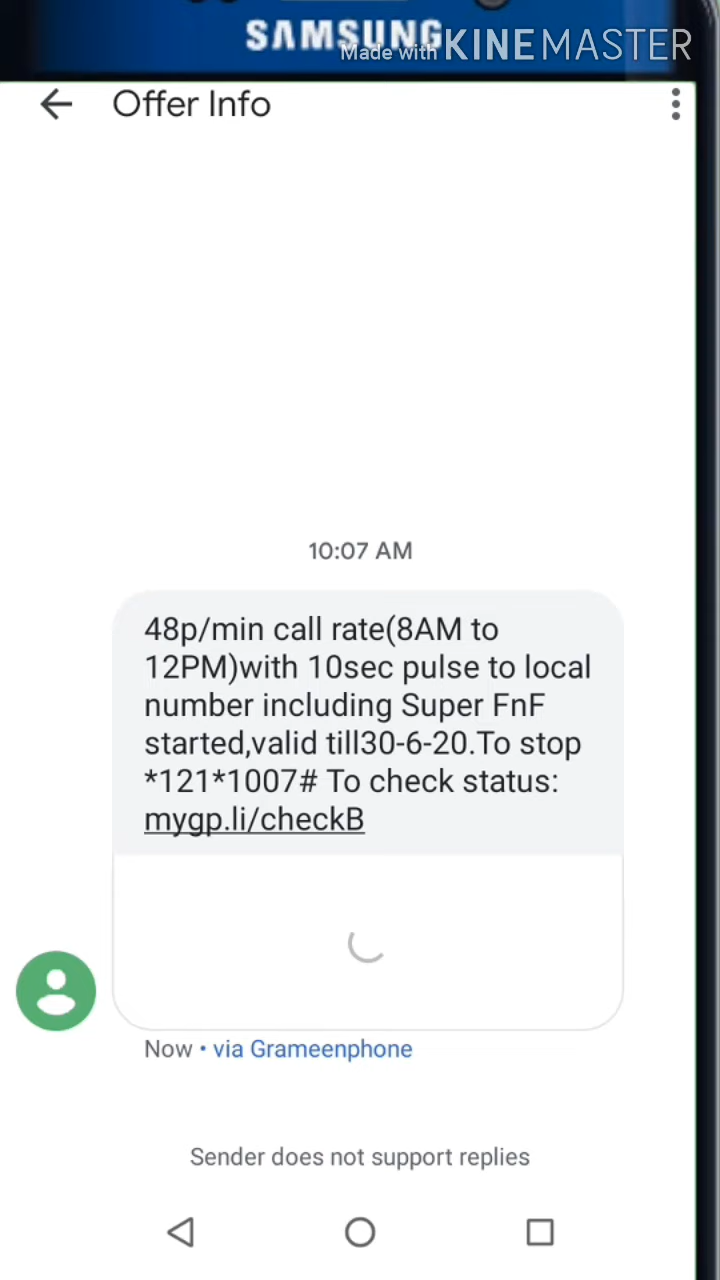 SAMSUNG
Made with KINEMASTER
Offer Info
10:07 AM
48p/min call rate(8AM to
12PM)with 10sec pulse to local
number including Super FnF
started,valid till30-6-20.To stop
*121*1007# To check status:
mygp.li/checkB
Now • via Grameenphone
Sender does not support replies